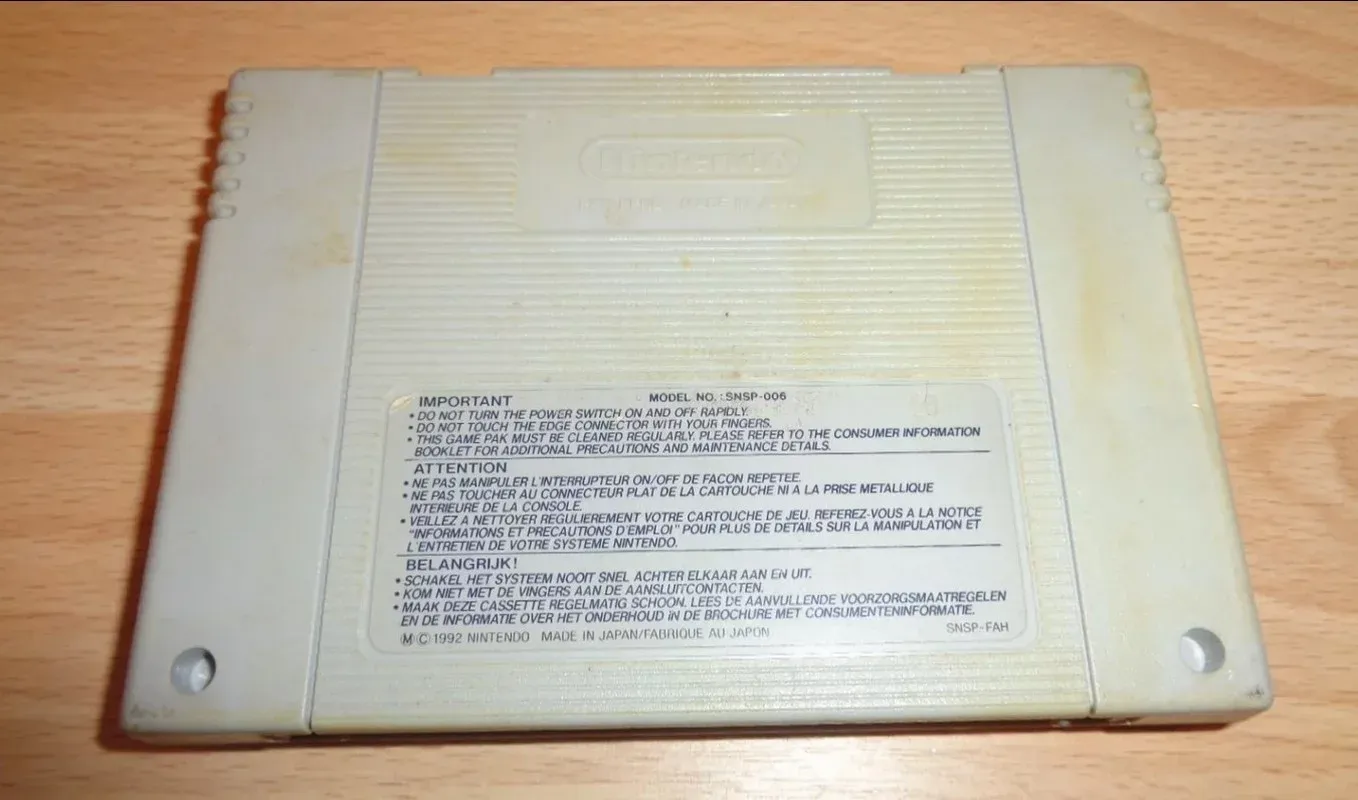 Nintendo
IMPORTANT MODEL NO. : SNSP-006
• DO NOT TURN THE POWER SWITCH ON AND OFF RAPIDLY.
• DO NOT TOUCH THE EDGE CONNECTOR WITH YOUR FINGERS.
• THIS GAME PAK MUST BE CLEANED REGULARLY. PLEASE REFER TO THE CONSUMER INFORMATION
BOOKLET FOR ADDITIONAL PRECAUTIONS AND MAINTENANCE DETAILS.
ATTENTION
• NE PAS MANIPULER L'INTERRUPTEUR ON/OFF DE FACON REPETEE.
• NE PAS TOUCHER AU CONNECTEUR PLAT DE LA CARTOUCHE NI A LA PRISE METALLIQUE
INTERIEURE DE LA CONSOLE.
• VEILLEZ A NETTOYER REGULIEREMENT VOTRE CARTOUCHE DE JEU. REFEREZ-VOUS A LA NOTICE
"INFORMATIONS ET PRECAUTIONS D'EMPLOI" POUR PLUS DE DETAILS SUR LA MANIPULATION ET
L'ENTRETIEN DE VOTRE SYSTEME NINTENDO.
BELANGRIJK!
• SCHAKEL HET SYSTEEM NOOIT SNEL ACHTER ELKAAR AAN EN UIT.
• KOM NIET MET DE VINGERS AAN DE AANSLUITCONTACTEN.
• MAAK DEZE CASSETTE REGELMATIG SCHOON. LEES DE AANVULLENDE VOORZORGSMAATREGELEN
EN DE INFORMATIE OVER HET ONDERHOUD IN DE BROCHURE MET CONSUMENTENINFORMATIE.
Ⓜ © 1992 NINTENDO MADE IN JAPAN/FABRIQUE AU JAPON SNSP-FAH